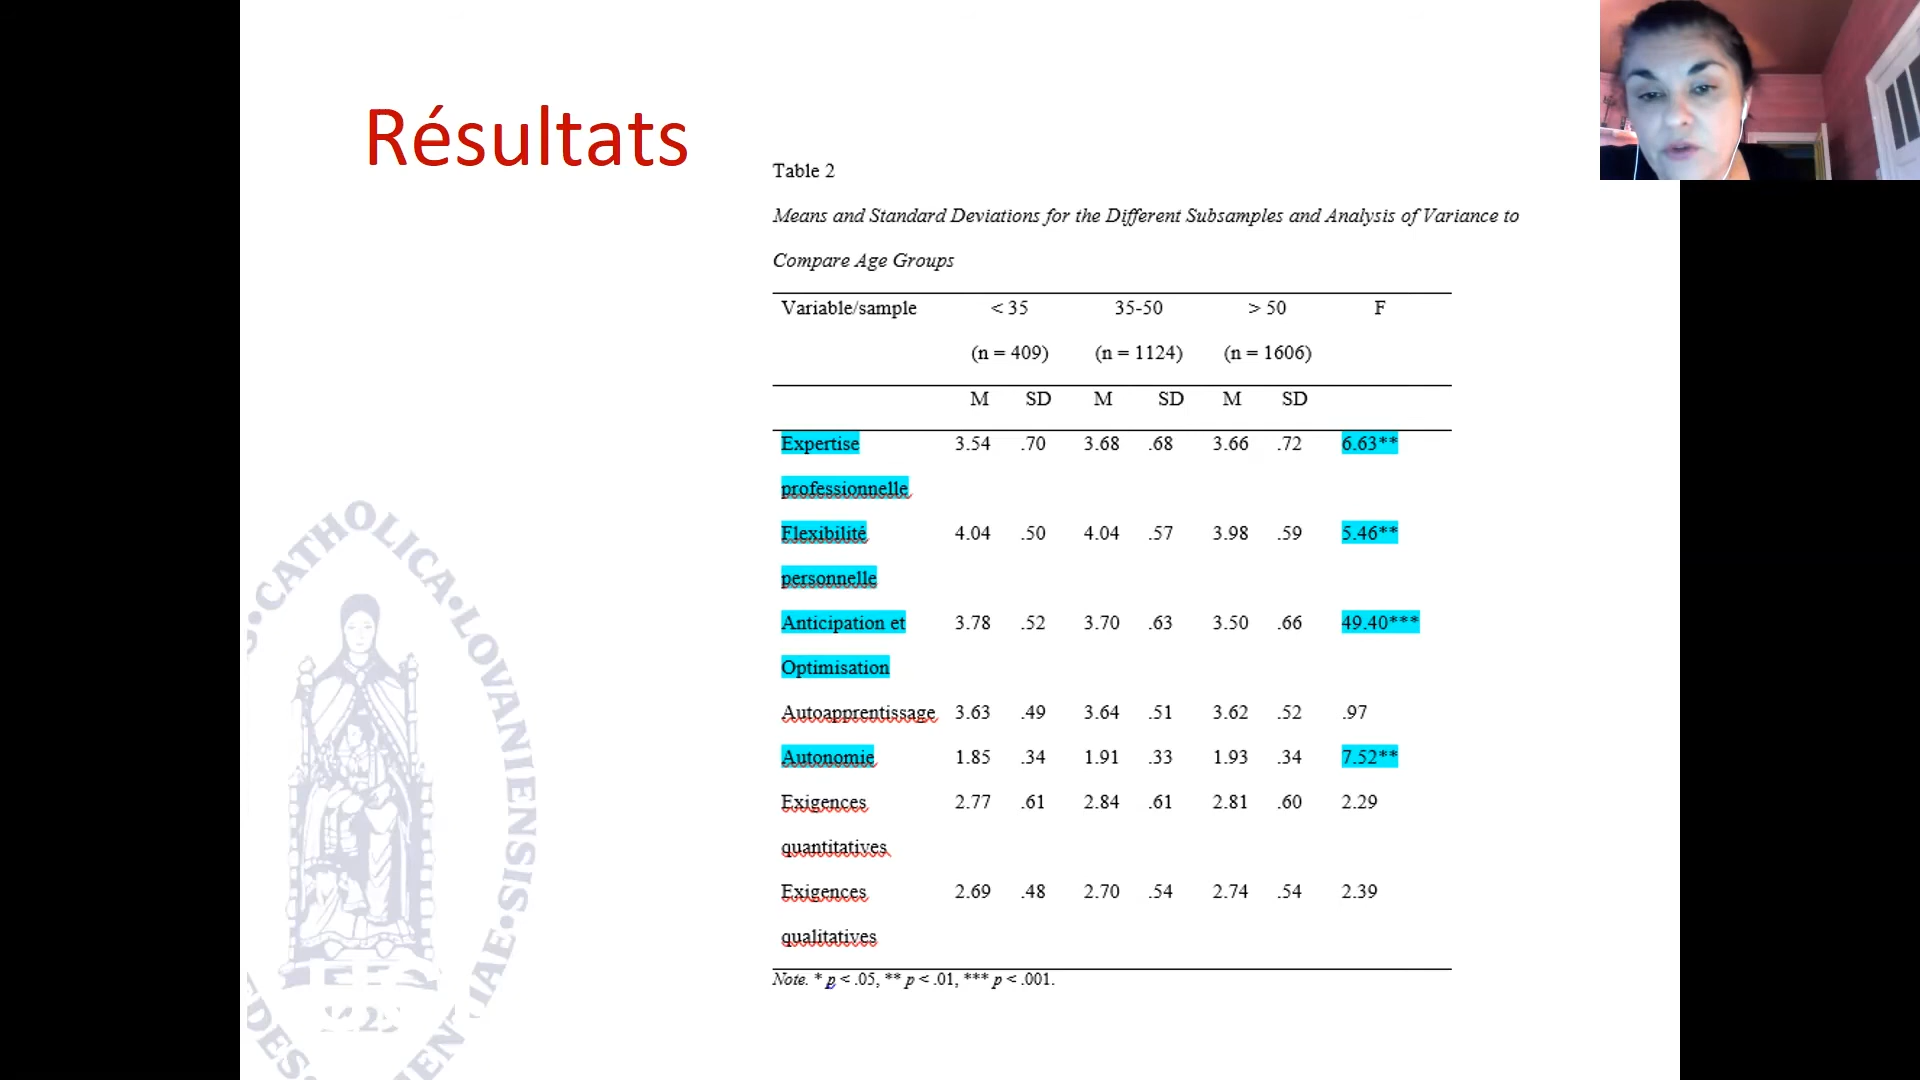 Résultats
Table 2
Means and Standard Deviations for the Different Subsamples and Analysis of Variance to
Compare Age Groups
Variable/sample < 35 35-50 > 50 F
(n = 409) (n = 1124) (n = 1606)
M SD M SD M SD
Expertise 3.54 .70 3.68 .68 3.66 .72 6.63**
professionnelle
Flexibilité 4.04 .50 4.04 .57 3.98 .59 5.46**
personnelle
Anticipation et 3.78 .52 3.70 .63 3.50 .66 49.40***
Optimisation
Autoapprentissage 3.63 .49 3.64 .51 3.62 .52 .97
Autonomie 1.85 .34 1.91 .33 1.93 .34 7.52**
Exigences 2.77 .61 2.84 .61 2.81 .60 2.29
quantitatives
Exigences 2.69 .48 2.70 .54 2.74 .54 2.39
qualitatives
Note. * p < .05, ** p < .01, *** p < .001.
CATHOLICA